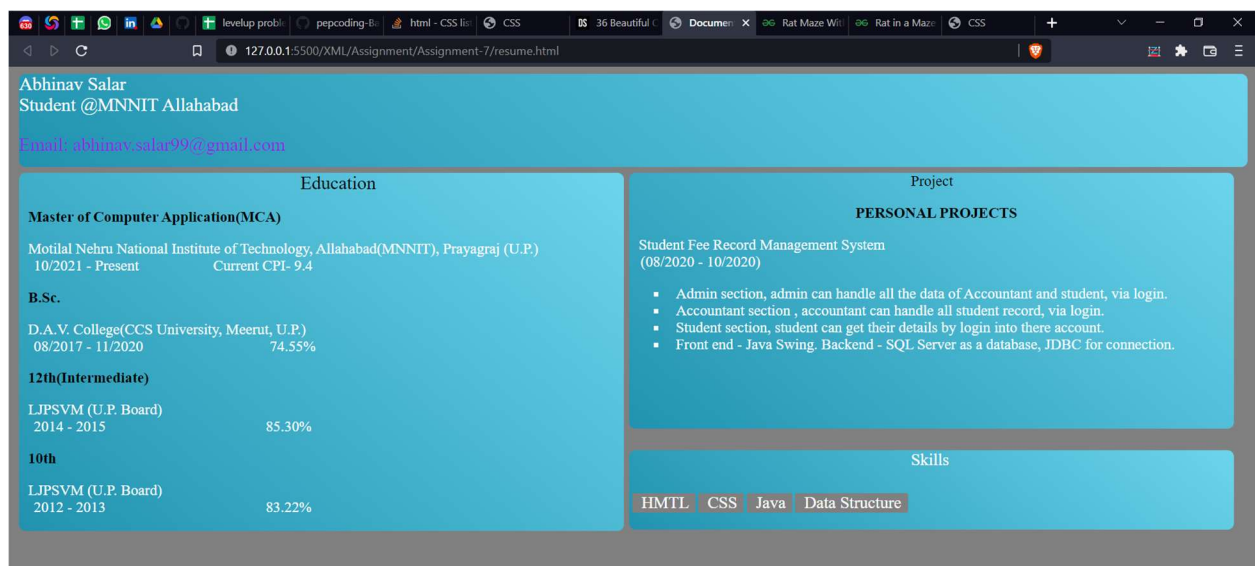 630
levelup proble
pepcoding-Ba
html - CSS lis
CSS
DS 36 Beautiful C
Documen
Rat Maze With
Rat in a Maze
CSS
127.0.0.1:5500/XML/Assignment/Assignment-7/resume.html
Abhinav Salar
Student @MNNIT Allahabad
Email: abhinav.salar99@gmail.com
Education
Master of Computer Application(MCA)
Motilal Nehru National Institute of Technology, Allahabad(MNNIT), Prayagraj (U.P.)
10/2021 - Present Current CPI- 9.4
B.Sc.
D.A.V. College(CCS University, Meerut, U.P.)
08/2017 - 11/2020 74.55%
12th(Intermediate)
LJPSVM (U.P. Board)
2014 - 2015 85.30%
10th
LJPSVM (U.P. Board)
2012 - 2013 83.22%
Project
PERSONAL PROJECTS
Student Fee Record Management System
(08/2020 - 10/2020)
Admin section, admin can handle all the data of Accountant and student, via login.
Accountant section , accountant can handle all student record, via login.
Student section, student can get their details by login into there account.
Front end - Java Swing. Backend - SQL Server as a database, JDBC for connection.
Skills
HMTL CSS Java Data Structure